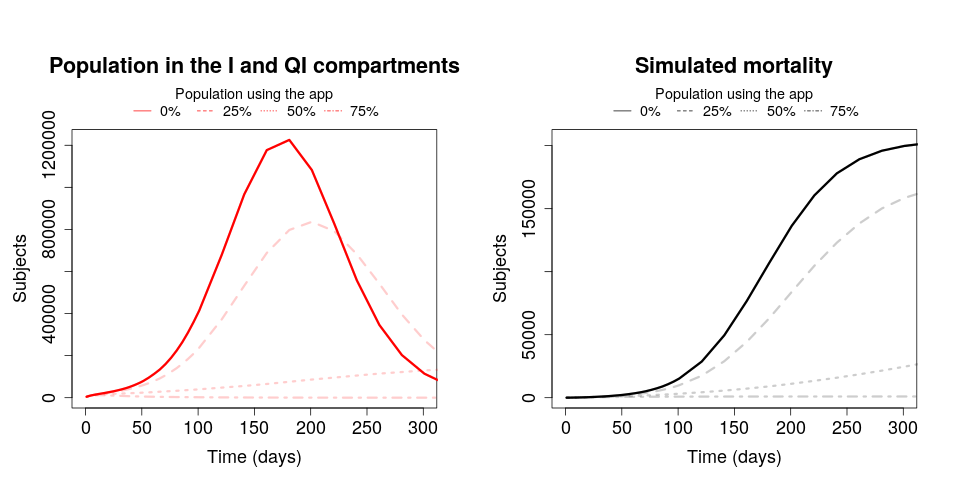 Population in the I and QI compartments
Population using the app
0% 25% 50% 75%
1200000
800000
400000
0
Subjects
0 50 100 150 200 250 300
Time (days)
Simulated mortality
Population using the app
0% 25% 50% 75%
150000
50000
0
Subjects
0 50 100 150 200 250 300
Time (days)